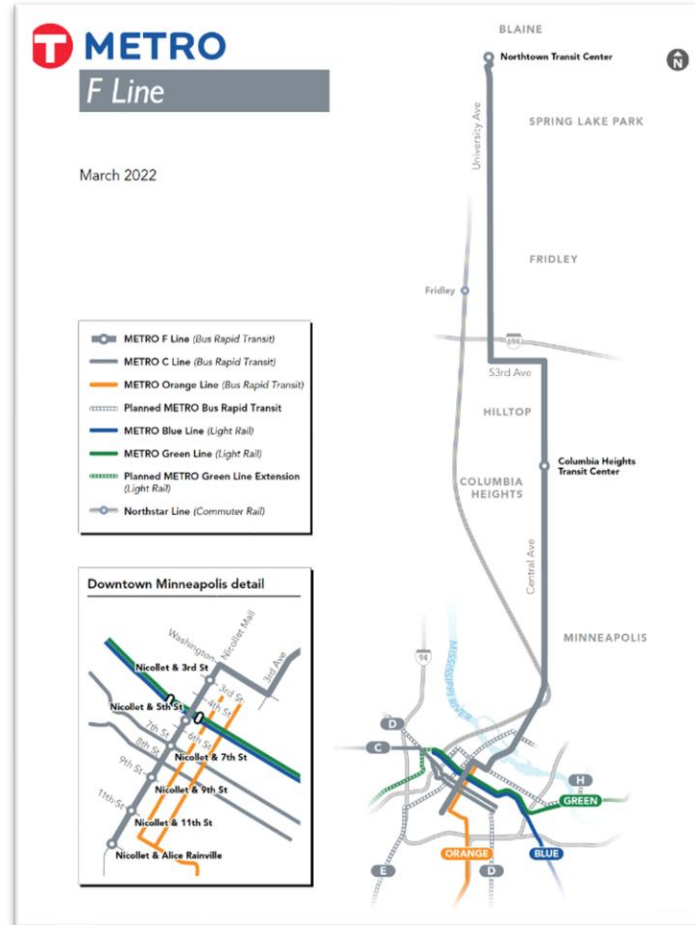 T METRO
F Line
March 2022
BLAINE
Northtown Transit Center
N
University Ave
SPRING LAKE PARK
FRIDLEY
Fridley
694
53rd Ave
HILLTOP
Columbia Heights
Transit Center
COLUMBIA
HEIGHTS
Central Ave
MINNEAPOLIS
94
MISSISSIPPI RIVER
D
C
H
GREEN
ORANGE
BLUE
E
D
METRO F Line (Bus Rapid Transit)
METRO C Line (Bus Rapid Transit)
METRO Orange Line (Bus Rapid Transit)
Planned METRO Bus Rapid Transit
METRO Blue Line (Light Rail)
METRO Green Line (Light Rail)
Planned METRO Green Line Extension
(Light Rail)
Northstar Line (Commuter Rail)
Downtown Minneapolis detail
Washington
Nicollet Mall
3rd Ave
Nicollet & 3rd St
3rd St
4th St
Nicollet & 5th St
6th St
7th St
8th St
Nicollet & 7th St
9th St
Nicollet & 9th St
11th St
Nicollet & 11th St
Nicollet & Alice Rainville